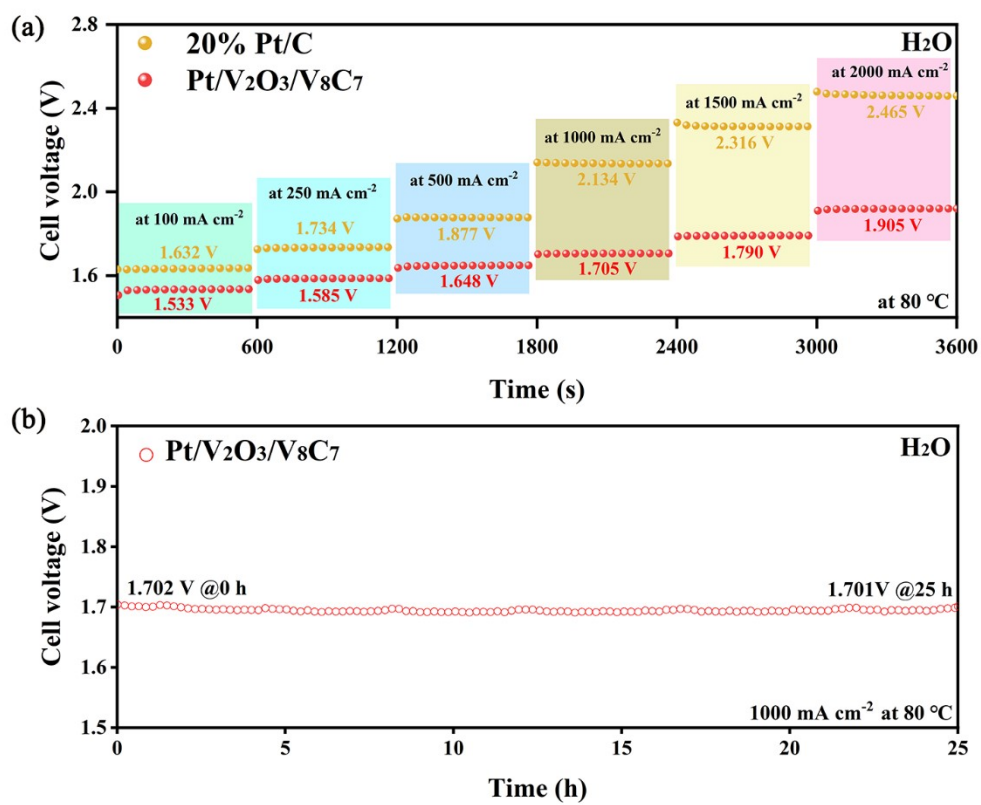 (a)
20% Pt/C
Pt/V₂O₃/V₈C₇
H₂O
at 100 mA cm⁻²
at 250 mA cm⁻²
at 500 mA cm⁻²
at 1000 mA cm⁻²
at 1500 mA cm⁻²
at 2000 mA cm⁻²
1.632 V
1.734 V
1.877 V
2.134 V
2.316 V
2.465 V
1.533 V
1.585 V
1.648 V
1.705 V
1.790 V
1.905 V
at 80 °C
2.8
2.4
2.0
1.6
Cell voltage (V)
0
600
1200
1800
2400
3000
3600
Time (s)
(b)
Pt/V₂O₃/V₈C₇
H₂O
1.702 V @0 h
1.701V @25 h
1000 mA cm⁻² at 80 °C
2.0
1.9
1.8
1.7
1.6
1.5
Cell voltage (V)
0
5
10
15
20
25
Time (h)